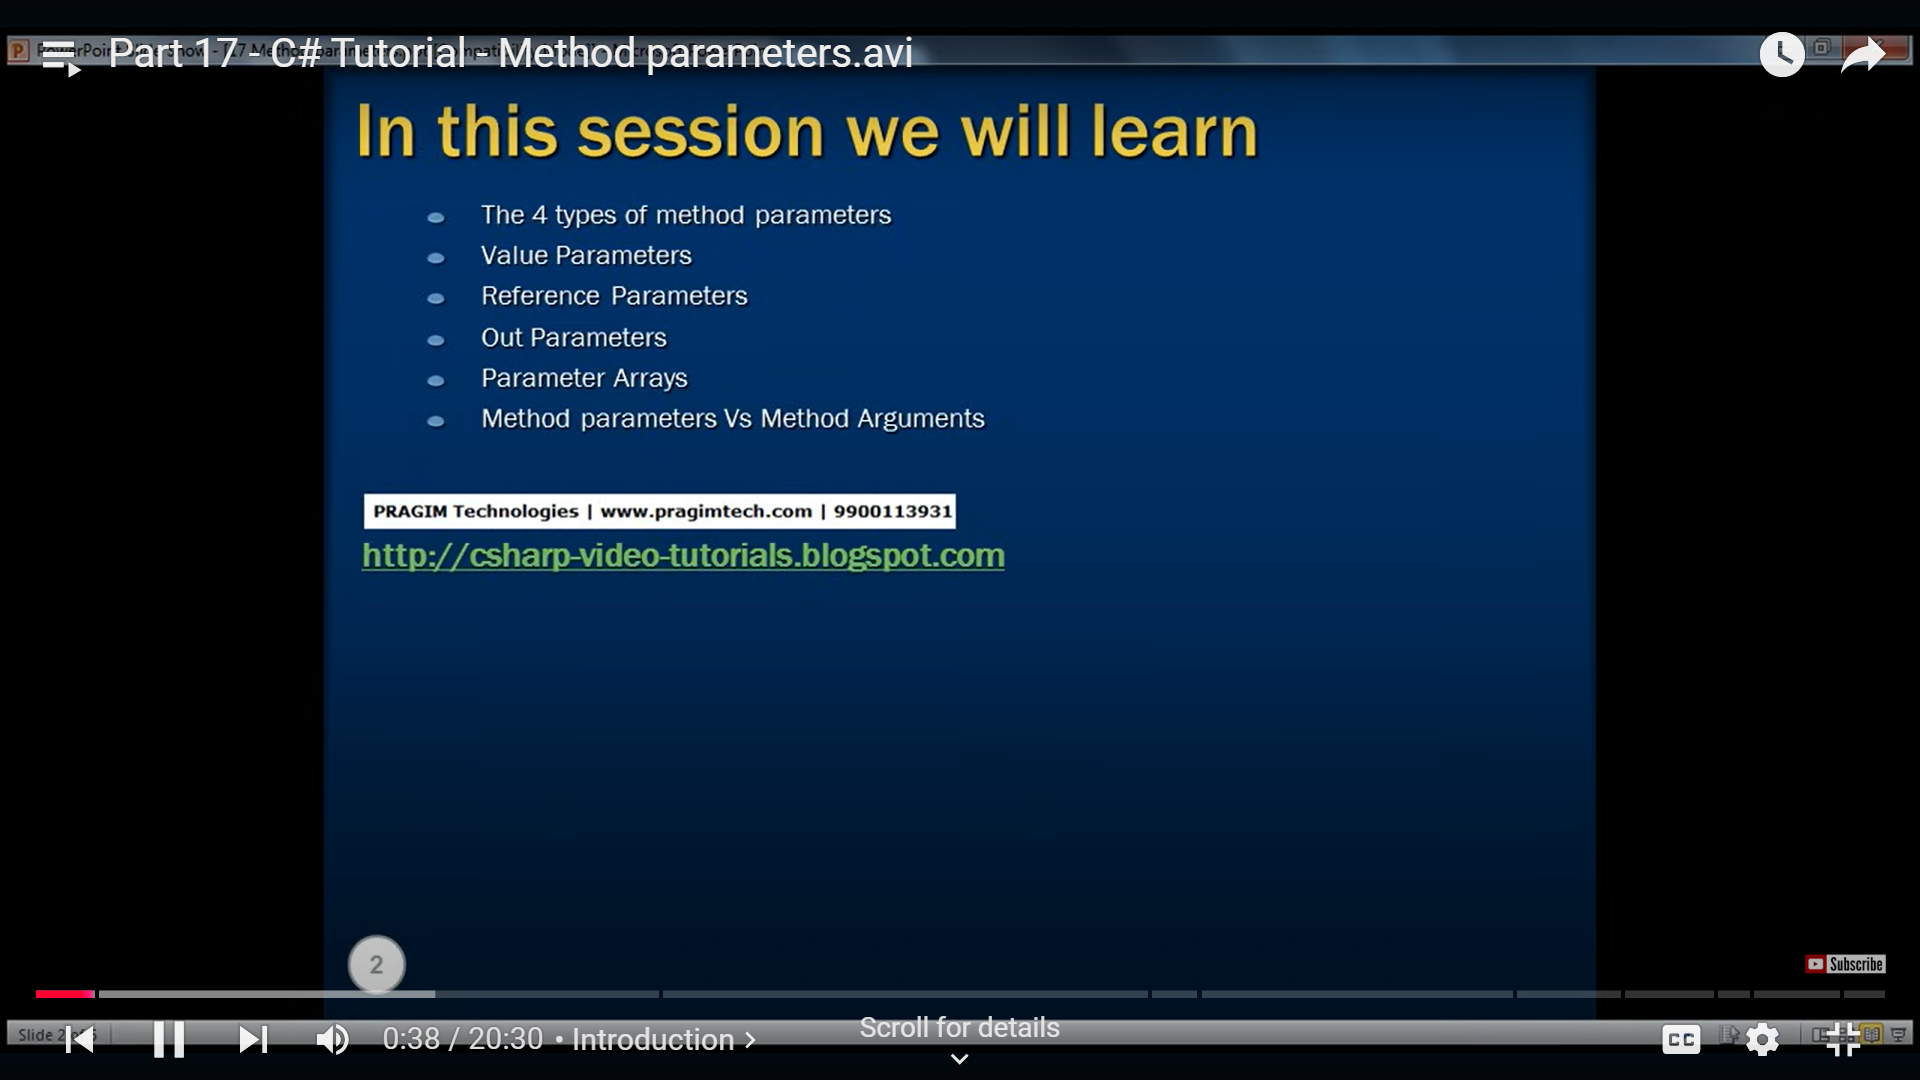 Part 17 - C# Tutorial - Method parameters.avi
In this session we will learn
The 4 types of method parameters
Value Parameters
Reference Parameters
Out Parameters
Parameter Arrays
Method parameters Vs Method Arguments
PRAGIM Technologies | www.pragimtech.com | 9900113931
http://csharp-video-tutorials.blogspot.com
2
Subscribe
Slide 2
0:38 / 20:30 • Introduction
Scroll for details
CC